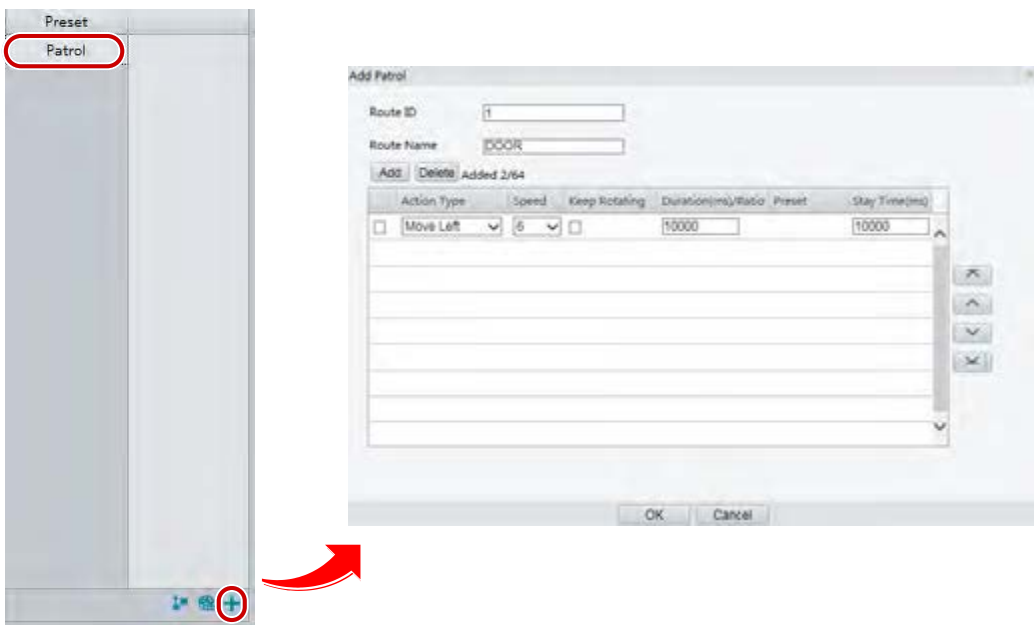 Preset
Patrol
Add Patrol
Route ID 1
Route Name DOOR
Add Delete Added 2/64
Action Type Speed Keep Rotating Duration(ms)/Ratio Preset Stay Time(ms)
Move Left 6 10000 10000
OK Cancel